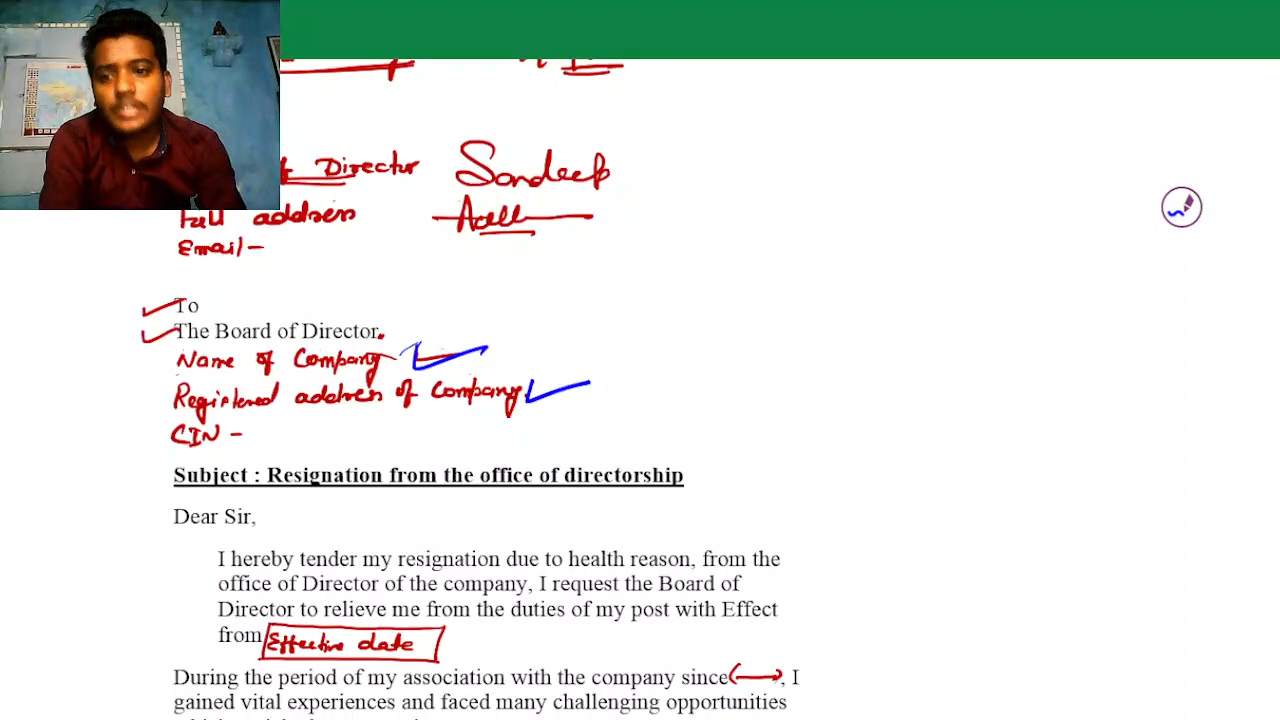 Director Sandeep
Full address
Email -
To
The Board of Director.
Name of Company
Registered address of Company
CIN -
Subject : Resignation from the office of directorship
Dear Sir,
I hereby tender my resignation due to health reason, from the
office of Director of the company, I request the Board of
Director to relieve me from the duties of my post with Effect
from Effective date
During the period of my association with the company since , I
gained vital experiences and faced many challenging opportunities